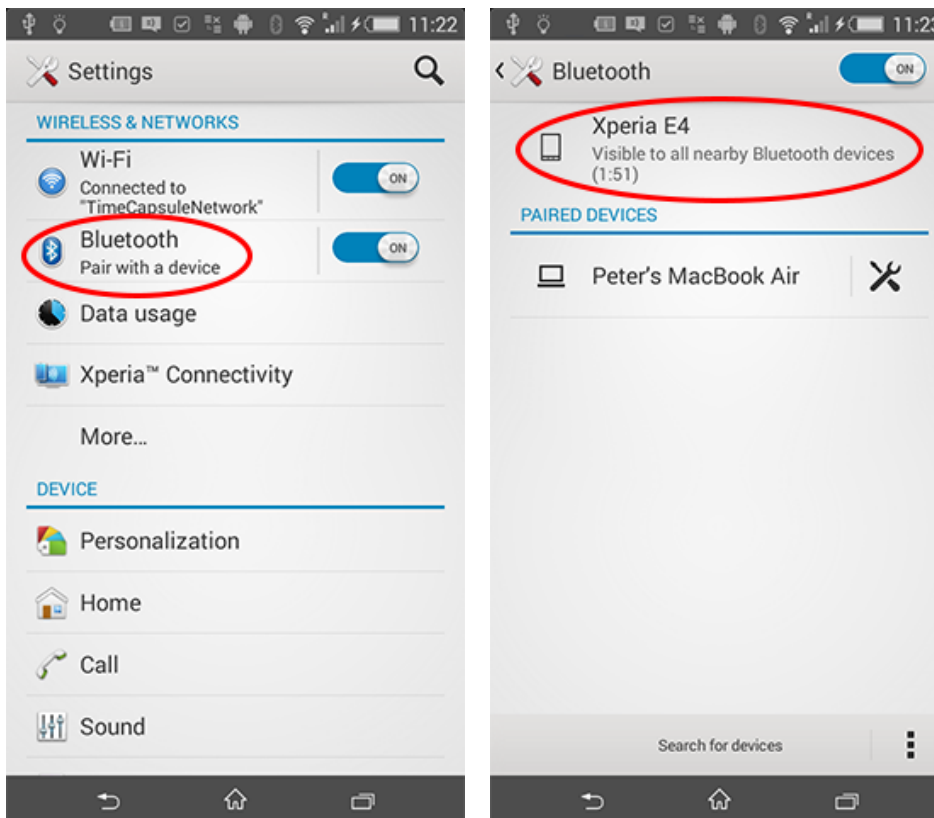 11:22
Settings
WIRELESS & NETWORKS
Wi-Fi
Connected to
"TimeCapsuleNetwork"
ON
Bluetooth
Pair with a device
ON
Data usage
Xperia™ Connectivity
More...
DEVICE
Personalization
Home
Call
Sound
11:23
Bluetooth
ON
Xperia E4
Visible to all nearby Bluetooth devices
(1:51)
PAIRED DEVICES
Peter's MacBook Air
Search for devices